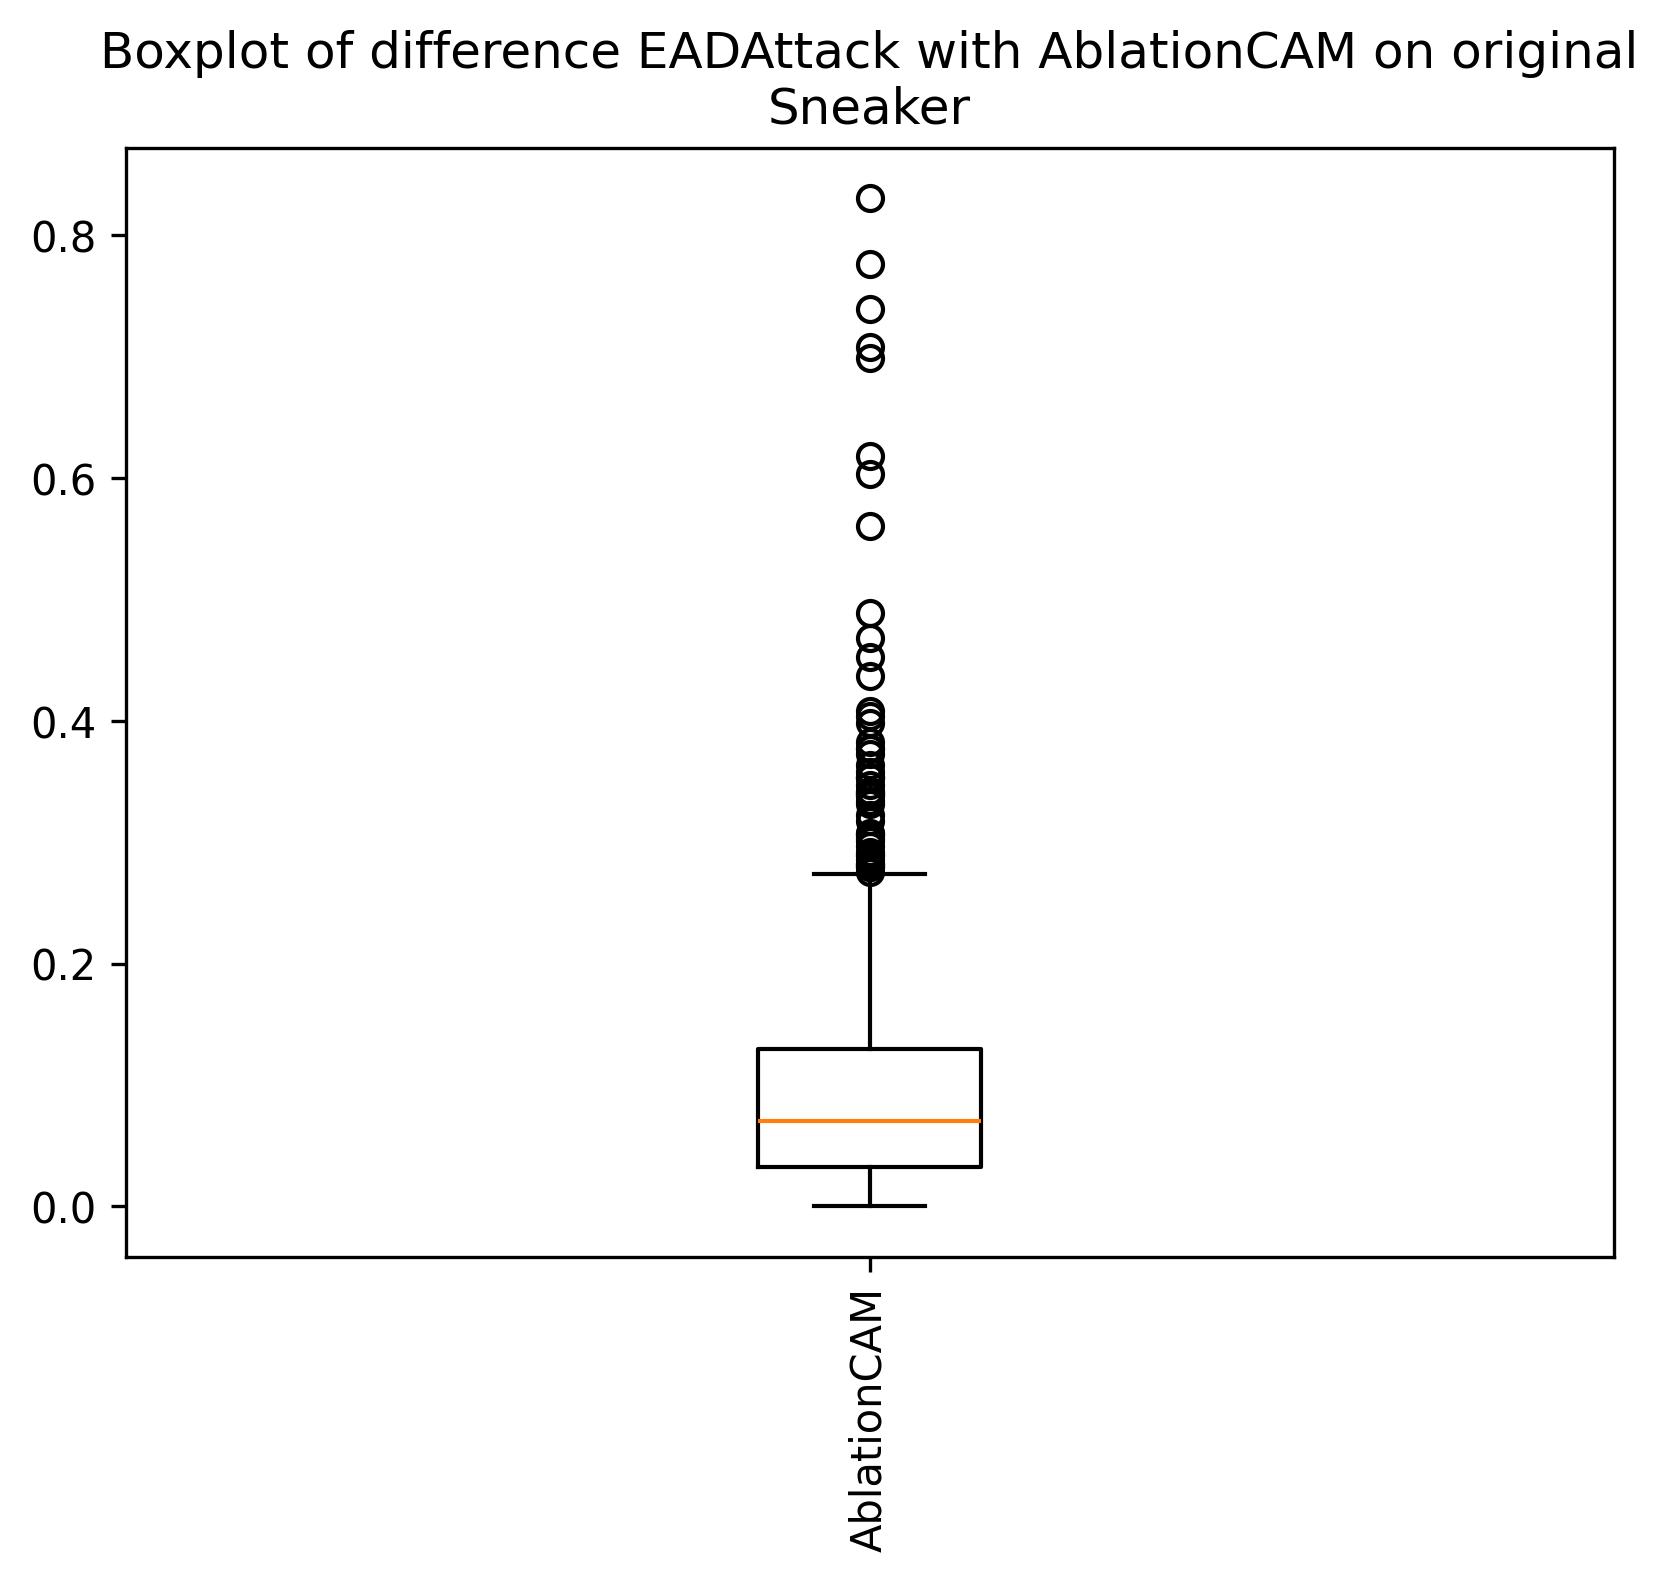 Boxplot of difference EADAttack with AblationCAM on original
Sneaker
0.8
0.6
0.4
0.2
0.0
AblationCAM